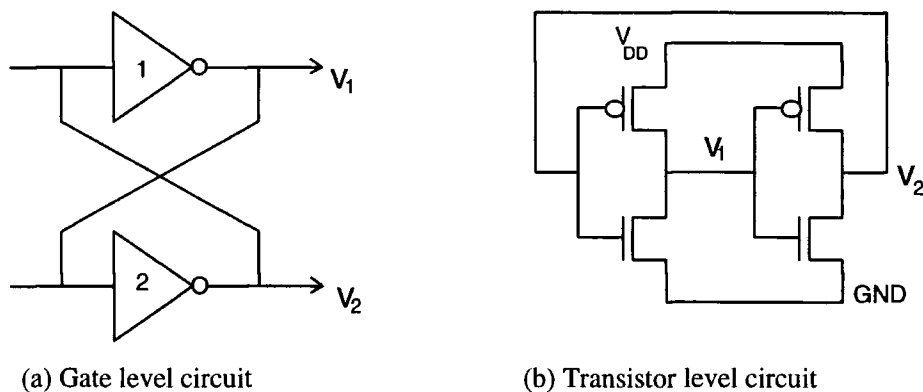 1
V1
2
V2
(a) Gate level circuit
VDD
V1
V2
GND
(b) Transistor level circuit